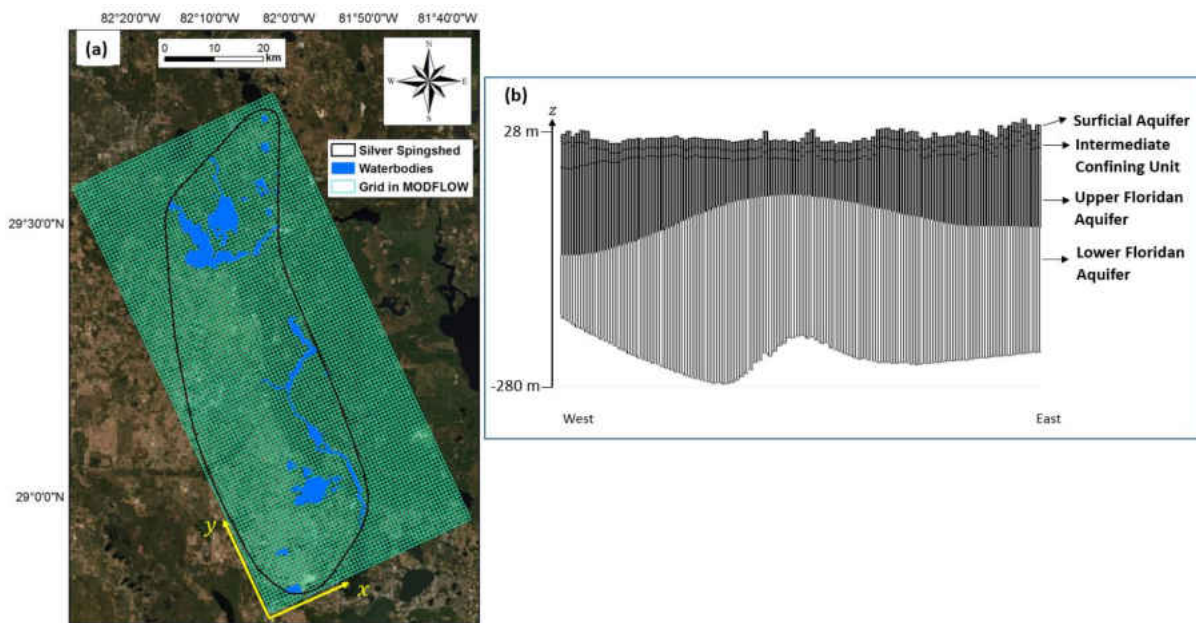 82°20'0"W 82°10'0"W 82°0'0"W 81°50'0"W 81°40'0"W
(a)
0 10 20
km
N
W E
S
Silver Spingshed
Waterbodies
Grid in MODFLOW
29°30'0"N
29°0'0"N
y
x
(b)
z
28 m
-280 m
West
East
Surficial Aquifer
Intermediate
Confining Unit
Upper Floridan
Aquifer
Lower Floridan
Aquifer